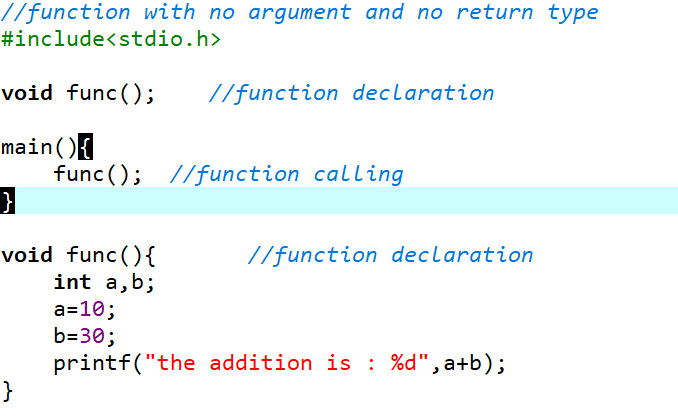 //function with no argument and no return type
#include<stdio.h>
void func();    //function declaration
main(){
    func();  //function calling
}
void func(){       //function declaration
    int a,b;
    a=10;
    b=30;
    printf("the addition is : %d",a+b);
}